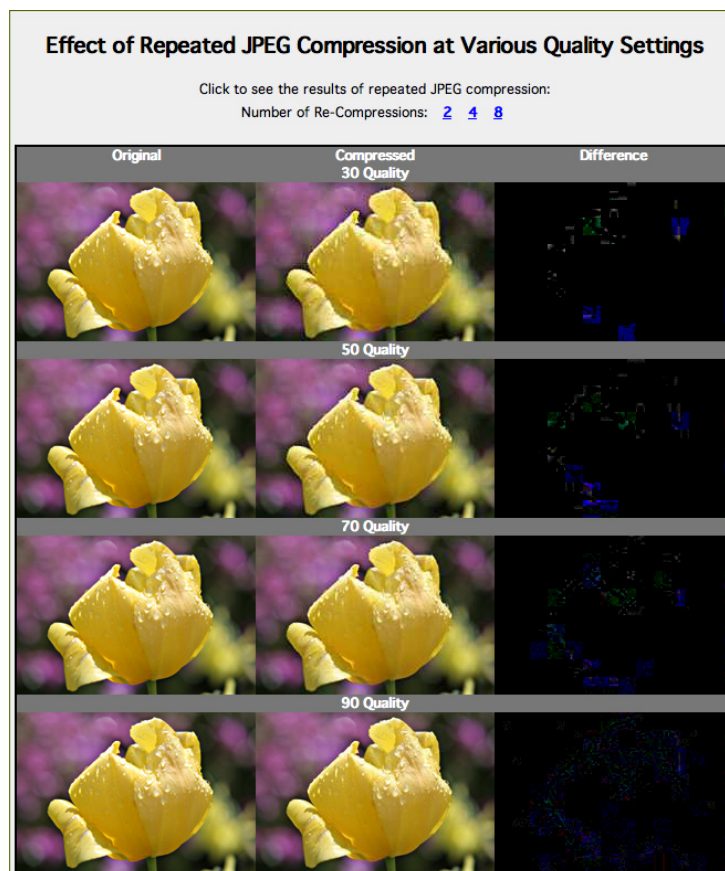 Effect of Repeated JPEG Compression at Various Quality Settings
Click to see the results of repeated JPEG compression:
Number of Re-Compressions: 2 4 8
Original Compressed Difference
30 Quality
50 Quality
70 Quality
90 Quality